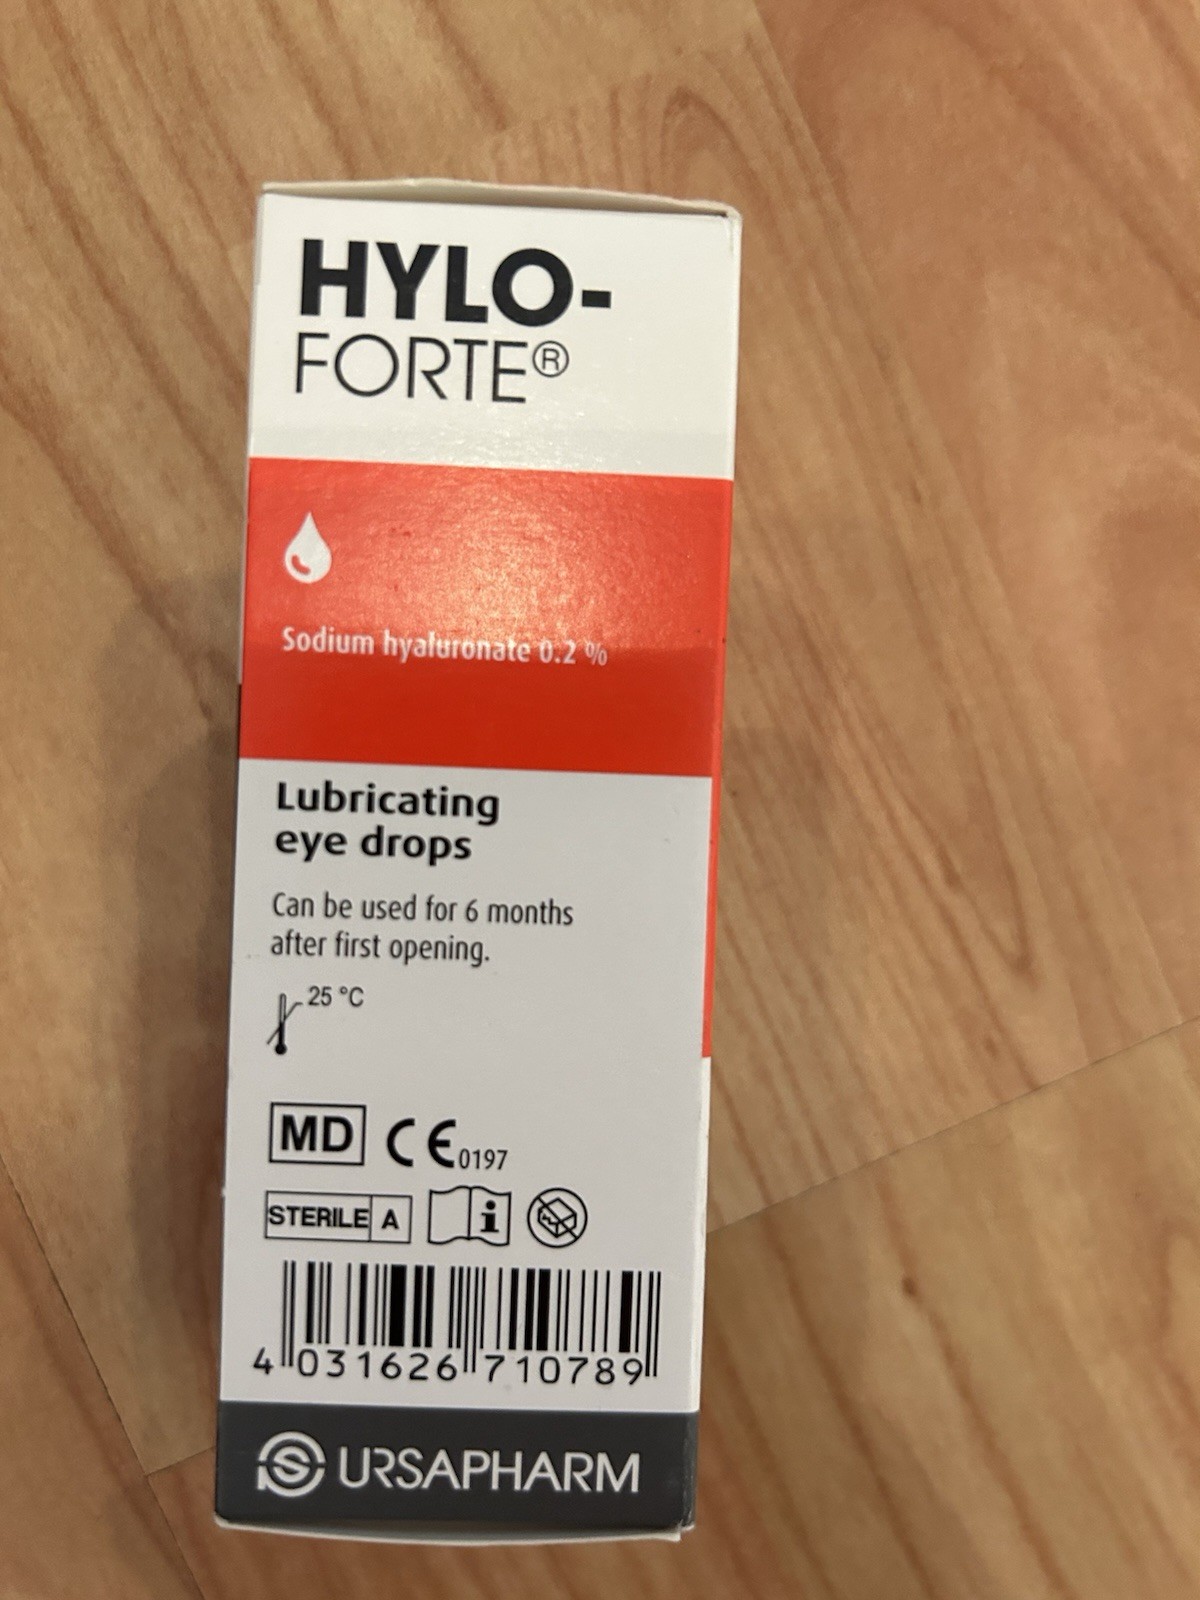 HYLO-
FORTE®
Sodium hyaluronate 0.2 %
Lubricating
eye drops
Can be used for 6 months
after first opening.
25 °C
MD CE 0197
STERILE A i
4 031626 710789
URSAPHARM